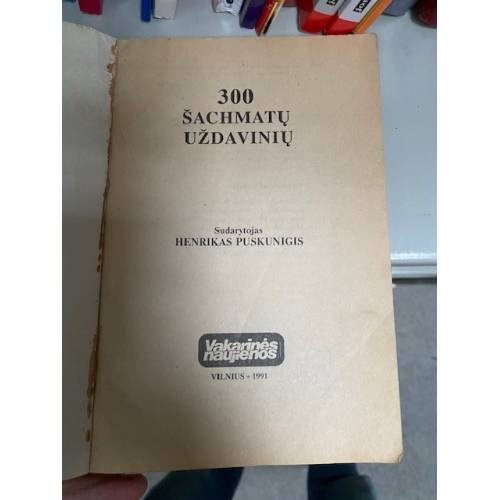 300
ŠACHMATŲ
UŽDAVINIŲ
Sudarytojas
HENRIKAS PUSKUNIGIS
Vakarinės
naujienos
VILNIUS • 1991